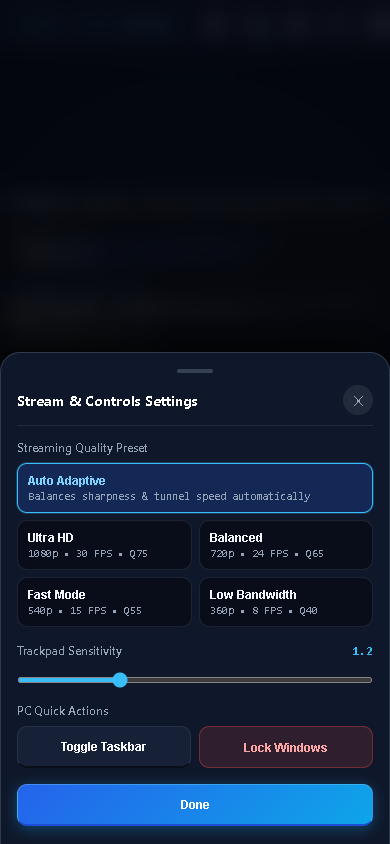 Stream & Controls Settings
Streaming Quality Preset
Auto Adaptive
Balances sharpness & tunnel speed automatically
Ultra HD
1080p • 30 FPS • Q75
Balanced
720p • 24 FPS • Q65
Fast Mode
540p • 15 FPS • Q55
Low Bandwidth
360p • 8 FPS • Q40
Trackpad Sensitivity
1.2
PC Quick Actions
Toggle Taskbar
Lock Windows
Done